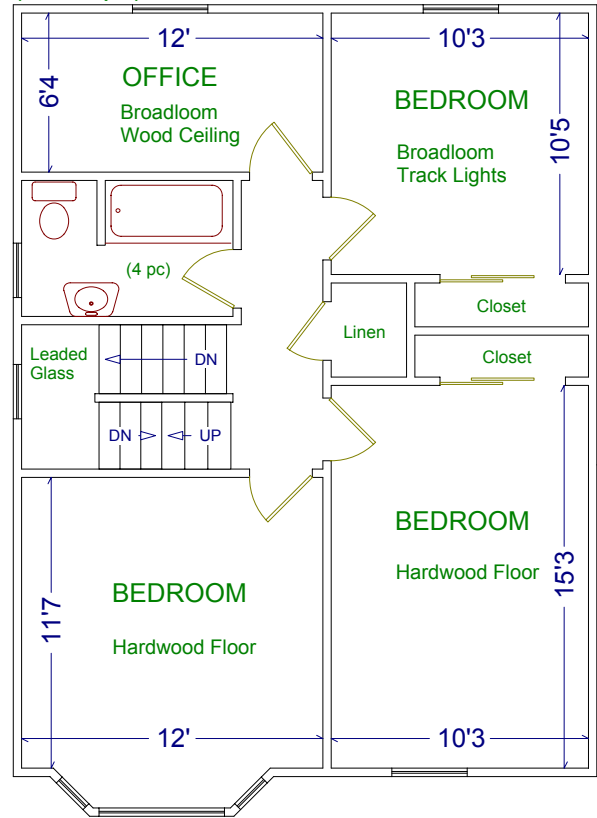 12'
10'3
OFFICE
6'4
Broadloom
Wood Ceiling
BEDROOM
10'5
Broadloom
Track Lights
(4 pc)
Closet
Linen
Leaded
Glass
DN
Closet
DN
UP
BEDROOM
Hardwood Floor
15'3
BEDROOM
11'7
Hardwood Floor
12'
10'3